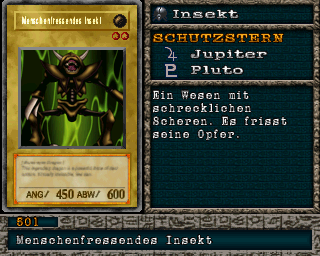 Menschenfressendes Insekt
ANG/ 450 ABW/ 600
Insekt
SCHUTZSTERN
♃ Jupiter
♇ Pluto
Ein Wesen mit
schrecklichen
Scheren. Es frisst
seine Opfer.
501
Menschenfressendes Insekt